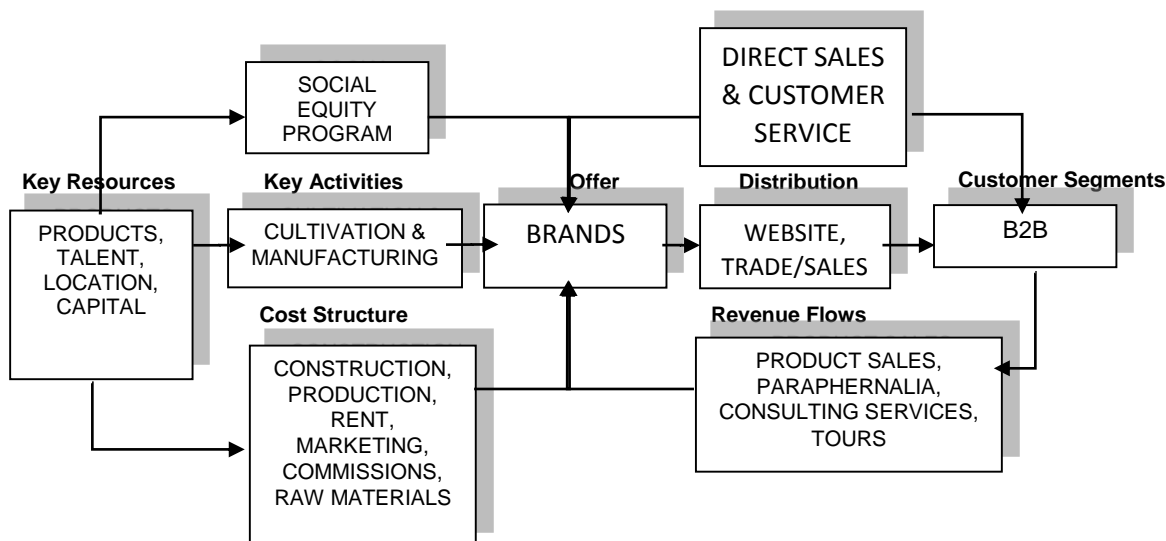 SOCIAL
EQUITY
PROGRAM
DIRECT SALES
& CUSTOMER
SERVICE
Key Resources
PRODUCTS,
TALENT,
LOCATION,
CAPITAL
Key Activities
CULTIVATION &
MANUFACTURING
Offer
BRANDS
Distribution
WEBSITE,
TRADE/SALES
Customer Segments
B2B
Cost Structure
CONSTRUCTION,
PRODUCTION,
RENT,
MARKETING,
COMMISSIONS,
RAW MATERIALS
Revenue Flows
PRODUCT SALES,
PARAPHERNALIA,
CONSULTING SERVICES,
TOURS